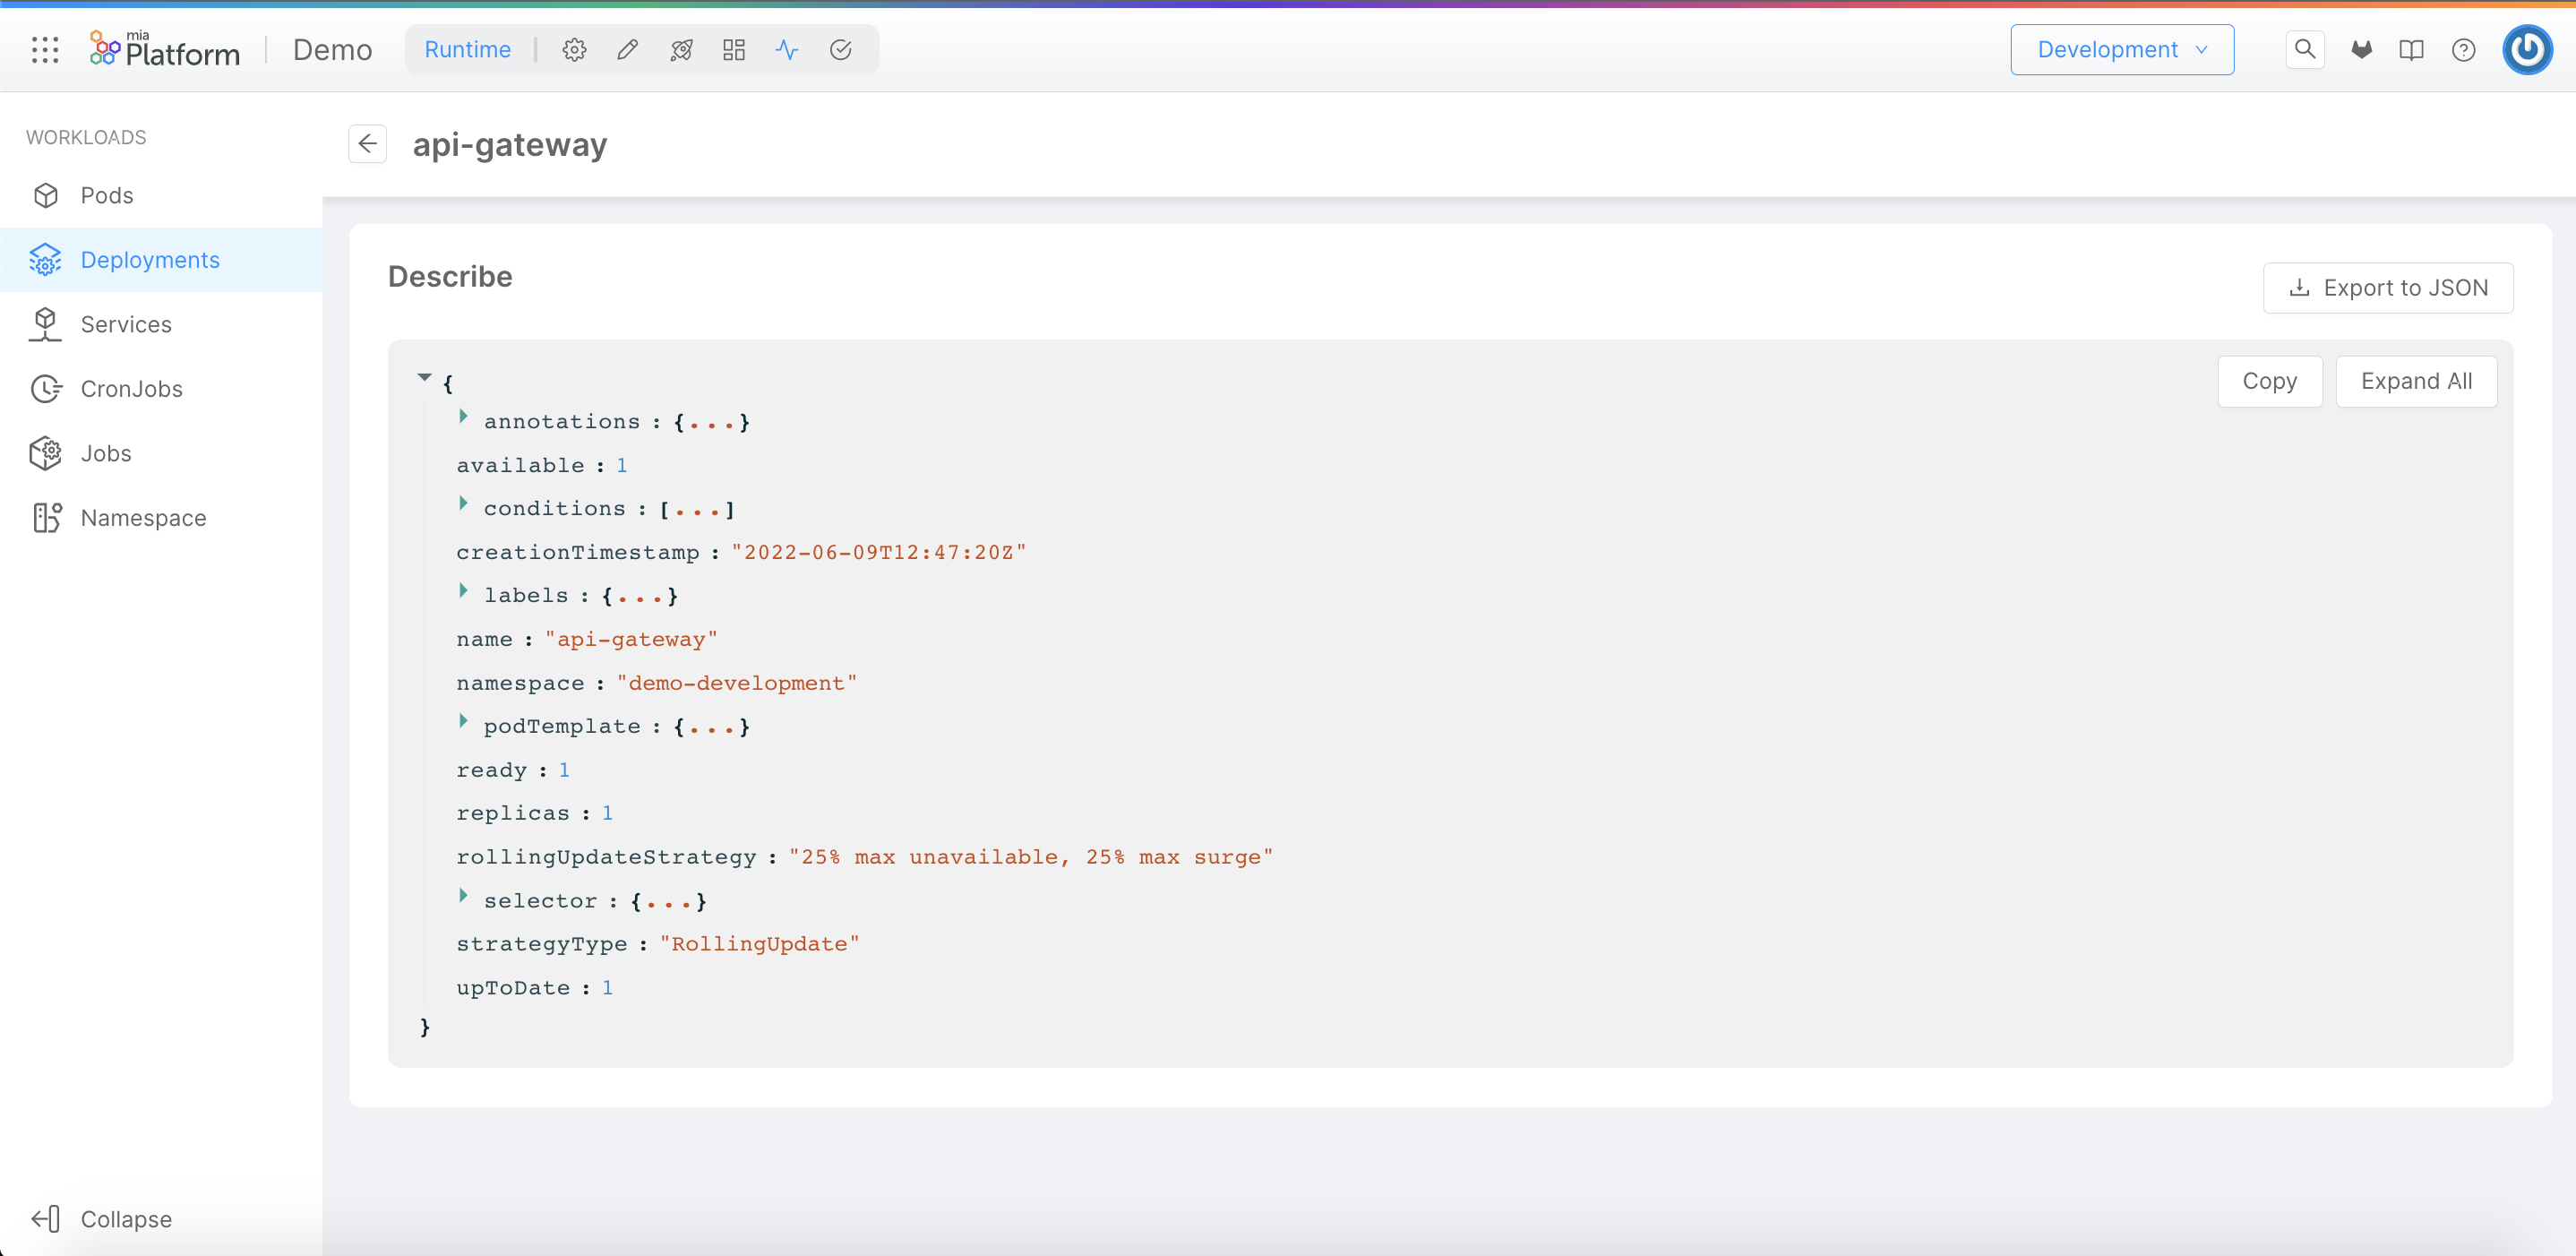 mia
Platform
Demo
Runtime
Development
WORKLOADS
Pods
Deployments
Services
CronJobs
Jobs
Namespace
Collapse
api-gateway
Describe
Export to JSON
Copy
Expand All
{
annotations : {...}
available : 1
conditions : [...]
creationTimestamp : "2022-06-09T12:47:20Z"
labels : {...}
name : "api-gateway"
namespace : "demo-development"
podTemplate : {...}
ready : 1
replicas : 1
rollingUpdateStrategy : "25% max unavailable, 25% max surge"
selector : {...}
strategyType : "RollingUpdate"
upToDate : 1
}